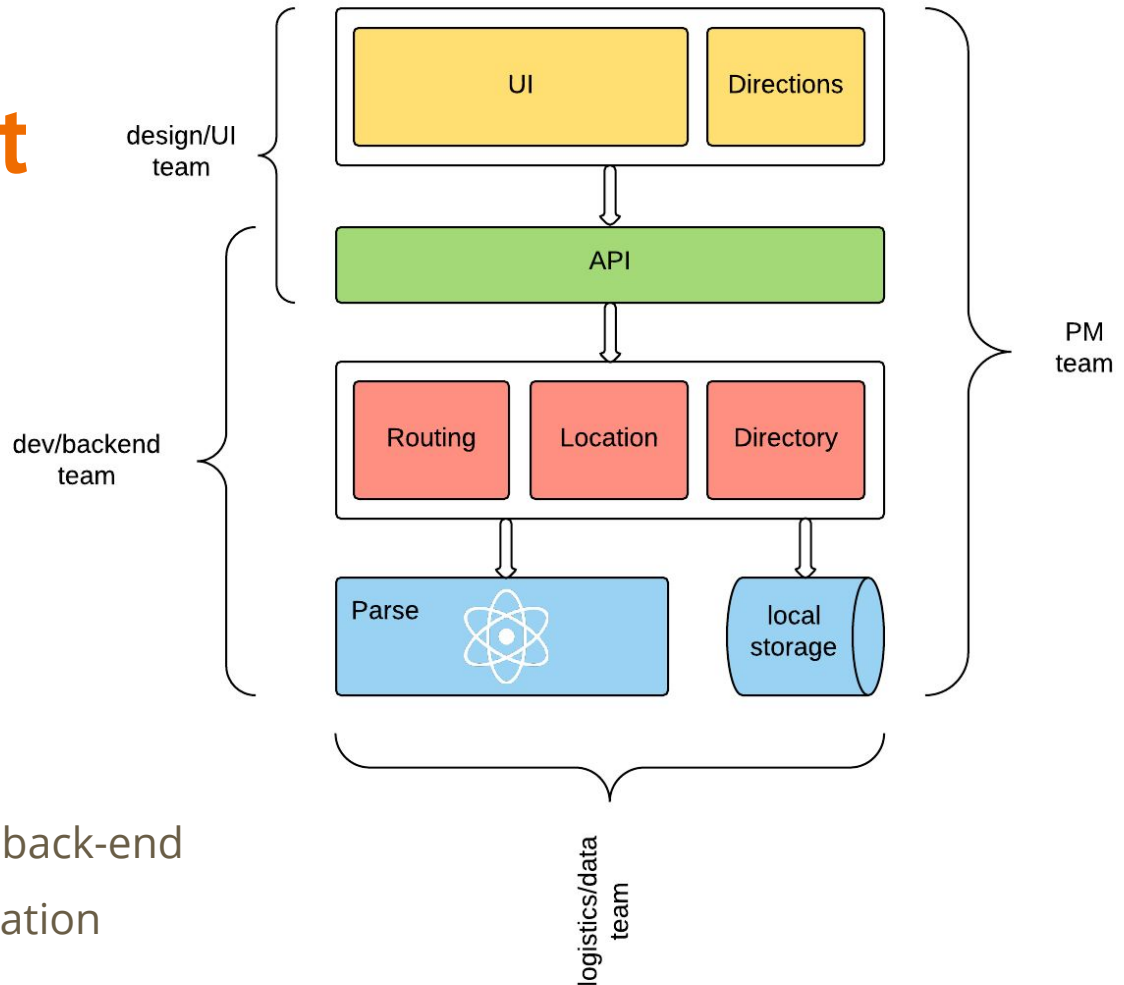 t
design/UI
team
UI
Directions
API
dev/backend
team
Routing
Location
Directory
PM
team
Parse
local
storage
back-end
ation
logistics/data
team